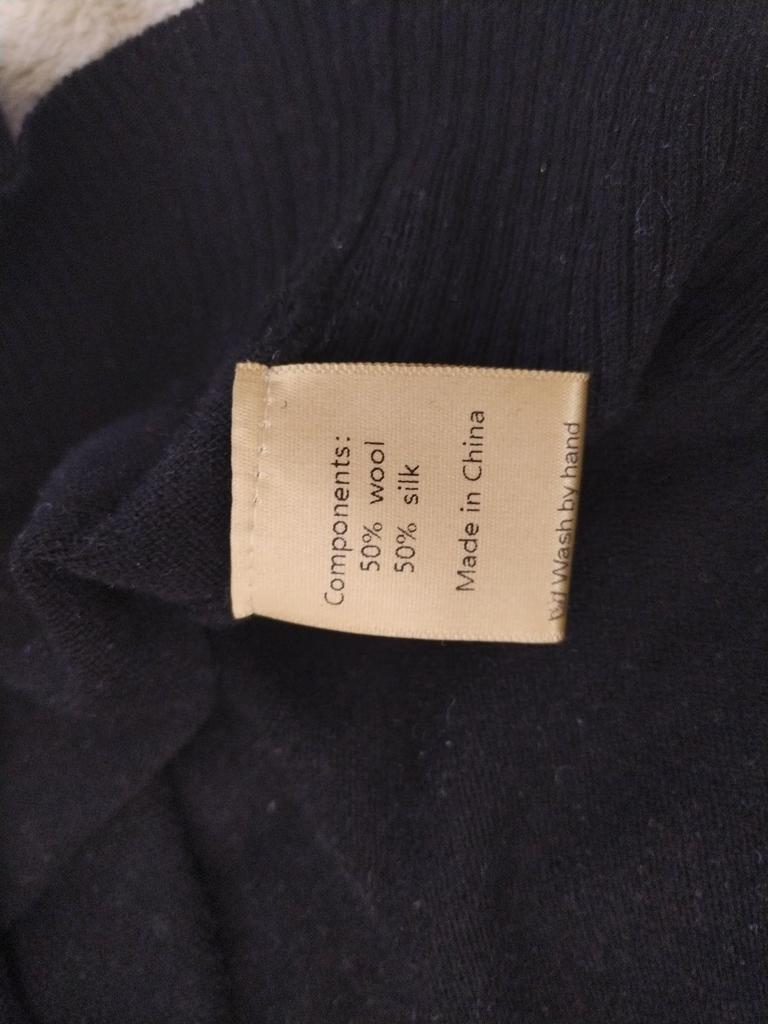 Components:
50% wool
50% silk
Made in China
Wash by hand